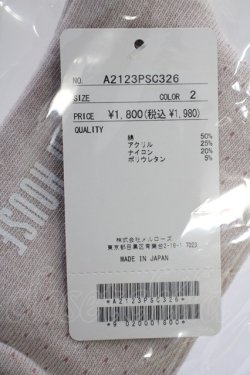 NO. A2123PSC326
SIZE COLOR 2
PRICE ¥1,800(税込 ¥1,980)
QUALITY
綿 50%
アクリル 25%
ナイロン 20%
ポリウレタン 5%
株式会社メルローズ
MADE IN JAPAN
*A2123PSC326*
*9020001800*
HOUSE